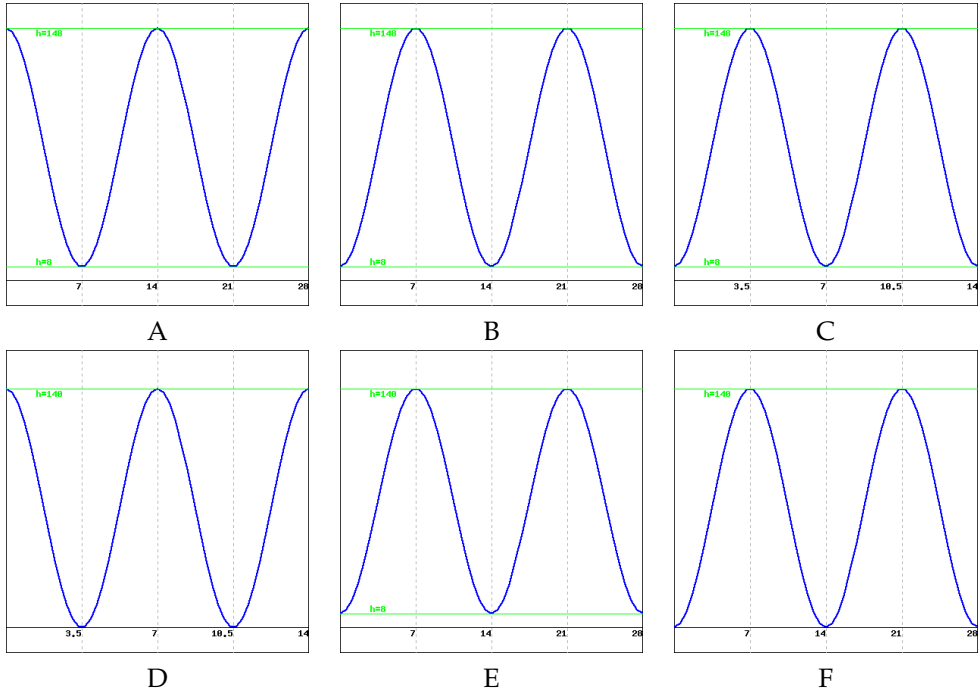 h=140 h=140 h=140
h=8 h=8 h=8
7 14 21 28 7 14 21 28 3.5 7 10.5 14
A B C
h=140 h=140 h=140
h=8
3.5 7 10.5 14 7 14 21 28 7 14 21 28
D E F